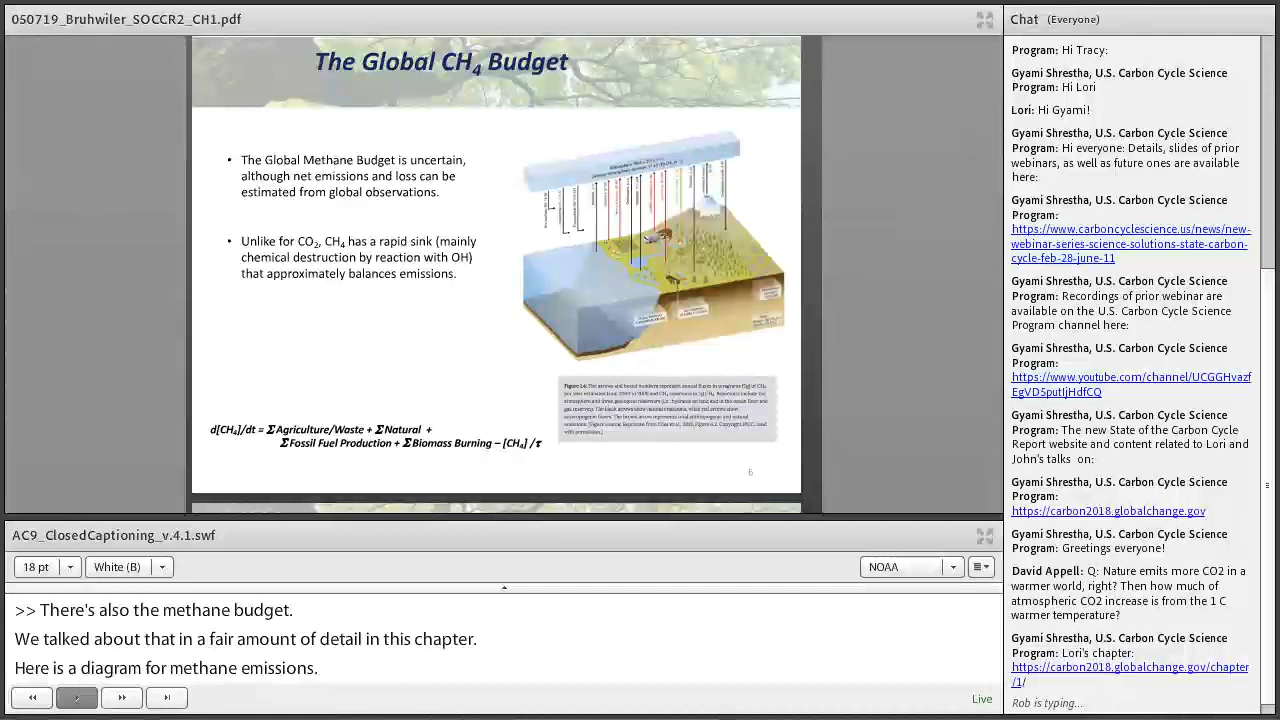 050719_Bruhwiler_SOCCR2_CH1.pdf
The Global CH4 Budget
• The Global Methane Budget is uncertain,
although net emissions and loss can be
estimated from global observations.
• Unlike for CO2, CH4 has a rapid sink (mainly
chemical destruction by reaction with OH)
that approximately balances emissions.
d[CH4]/dt = ΣAgriculture/Waste + ΣNatural +
ΣFossil Fuel Production + ΣBiomass Burning – [CH4] /τ
6
AC9_ClosedCaptioning_v.4.1.swf
18 pt
White (B)
NOAA
>> There's also the methane budget.
We talked about that in a fair amount of detail in this chapter.
Here is a diagram for methane emissions.
Live
Chat (Everyone)
Program: Hi Tracy:
Gyami Shrestha, U.S. Carbon Cycle Science
Program: Hi Lori
Lori: Hi Gyami!
Gyami Shrestha, U.S. Carbon Cycle Science
Program: Hi everyone: Details, slides of prior
webinars, as well as future ones are available
here:
Gyami Shrestha, U.S. Carbon Cycle Science
Program:
https://www.carboncyclescience.us/news/new-
webinar-series-science-solutions-state-carbon-
cycle-feb-28-june-11
Gyami Shrestha, U.S. Carbon Cycle Science
Program: Recordings of prior webinar are
available on the U.S. Carbon Cycle Science
Program channel here:
Gyami Shrestha, U.S. Carbon Cycle Science
Program:
https://www.youtube.com/channel/UCGGHvazf
EgVD5putIjHdfCQ
Gyami Shrestha, U.S. Carbon Cycle Science
Program: The new State of the Carbon Cycle
Report website and content related to Lori and
John's talks on:
Gyami Shrestha, U.S. Carbon Cycle Science
Program:
https://carbon2018.globalchange.gov
Gyami Shrestha, U.S. Carbon Cycle Science
Program: Greetings everyone!
David Appell: Q: Nature emits more CO2 in a
warmer world, right? Then how much of
atmospheric CO2 increase is from the 1 C
warmer temperature?
Gyami Shrestha, U.S. Carbon Cycle Science
Program: Lori's chapter:
https://carbon2018.globalchange.gov/chapter
/1/
Rob is typing...